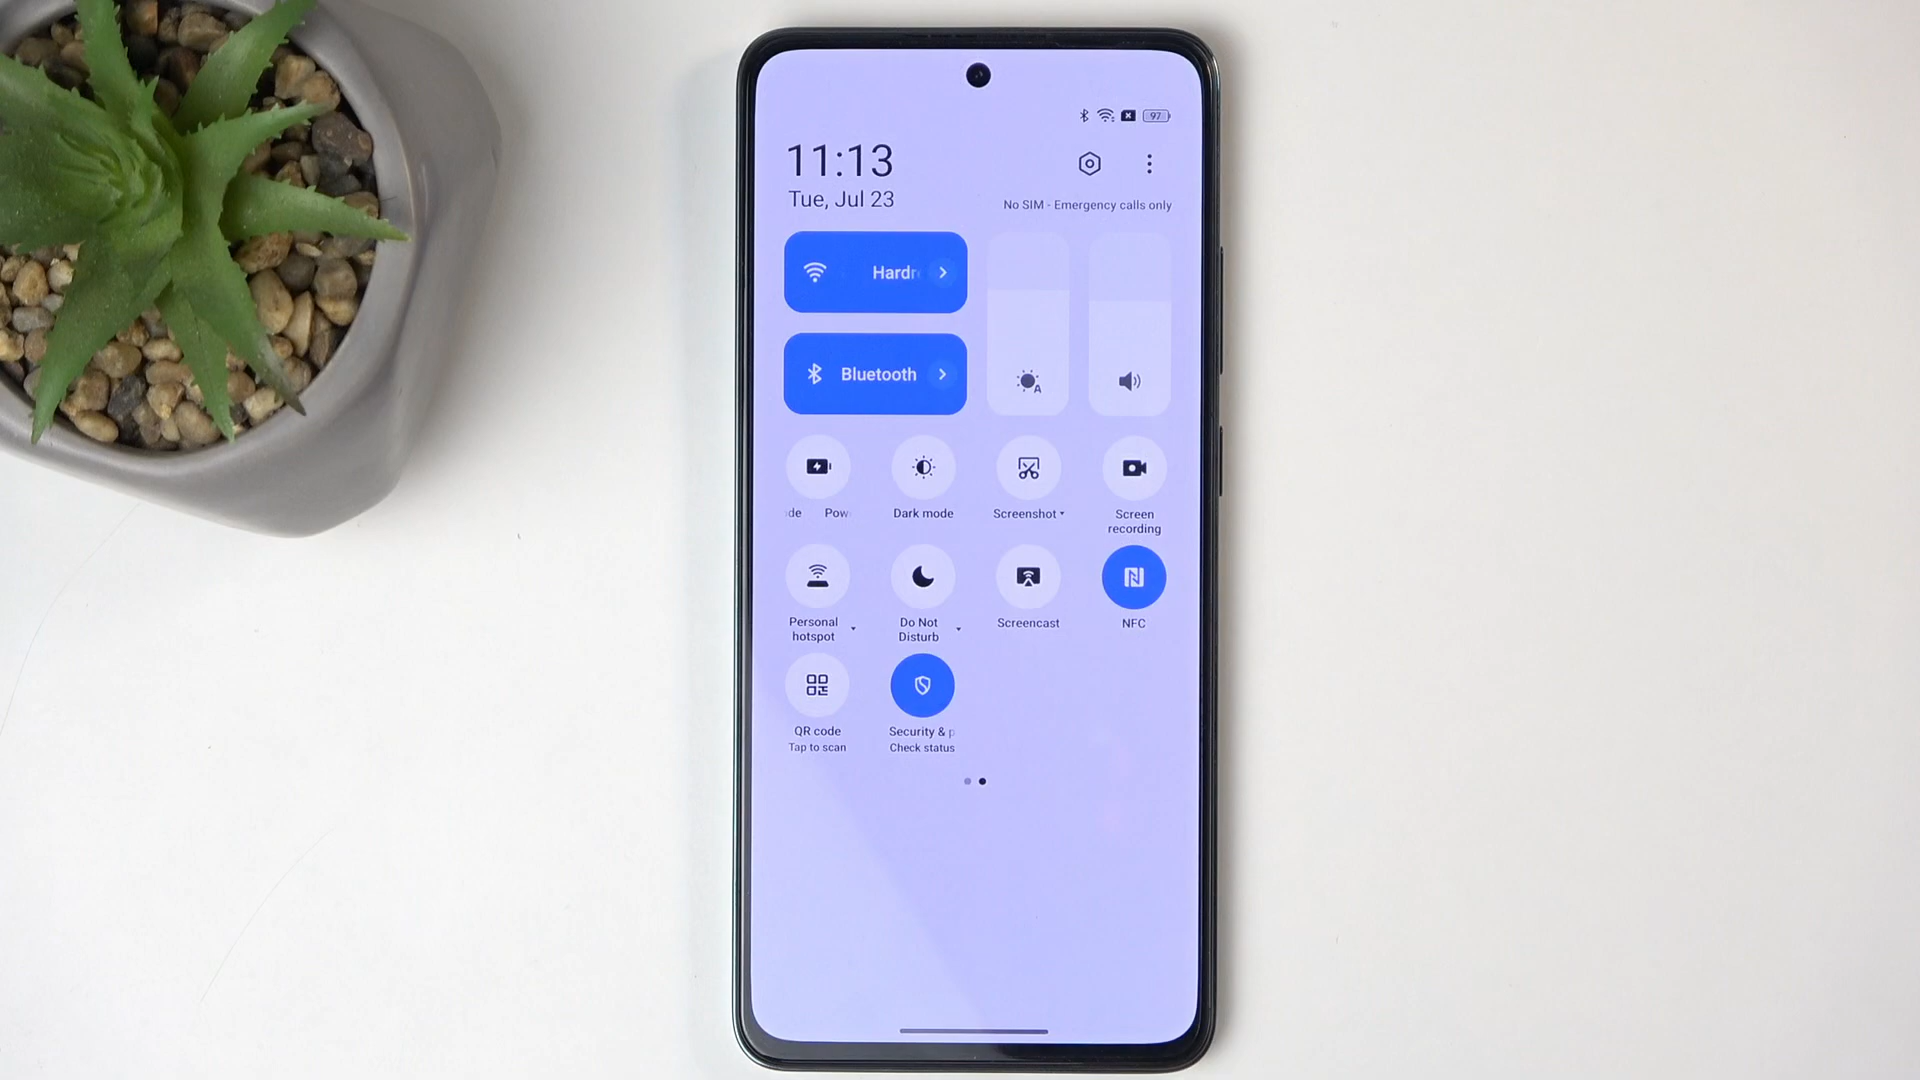 97
11:13
Tue, Jul 23
No SIM - Emergency calls only
Hardr
Bluetooth
ode Pow
Dark mode
Screenshot
Screen
recording
Personal
hotspot
Do Not
Disturb
Screencast
NFC
QR code
Tap to scan
Security & p
Check status